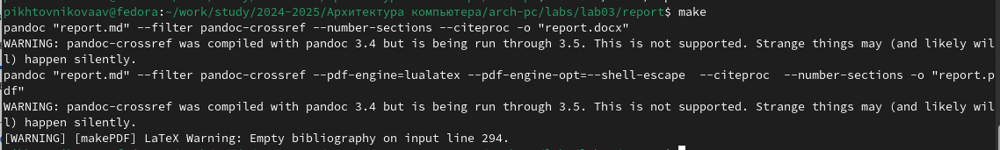 pikhtovnikovaav@fedora:~/work/study/2024-2025/Архитектура компьютера/arch-pc/labs/lab03/report$ make
pandoc "report.md" --filter pandoc-crossref --number-sections --citeproc -o "report.docx"
WARNING: pandoc-crossref was compiled with pandoc 3.4 but is being run through 3.5. This is not supported. Strange things may (and likely wil
l) happen silently.
pandoc "report.md" --filter pandoc-crossref --pdf-engine=lualatex --pdf-engine-opt=--shell-escape  --citeproc  --number-sections -o "report.p
df"
WARNING: pandoc-crossref was compiled with pandoc 3.4 but is being run through 3.5. This is not supported. Strange things may (and likely wil
l) happen silently.
[WARNING] [makePDF] LaTeX Warning: Empty bibliography on input line 294.